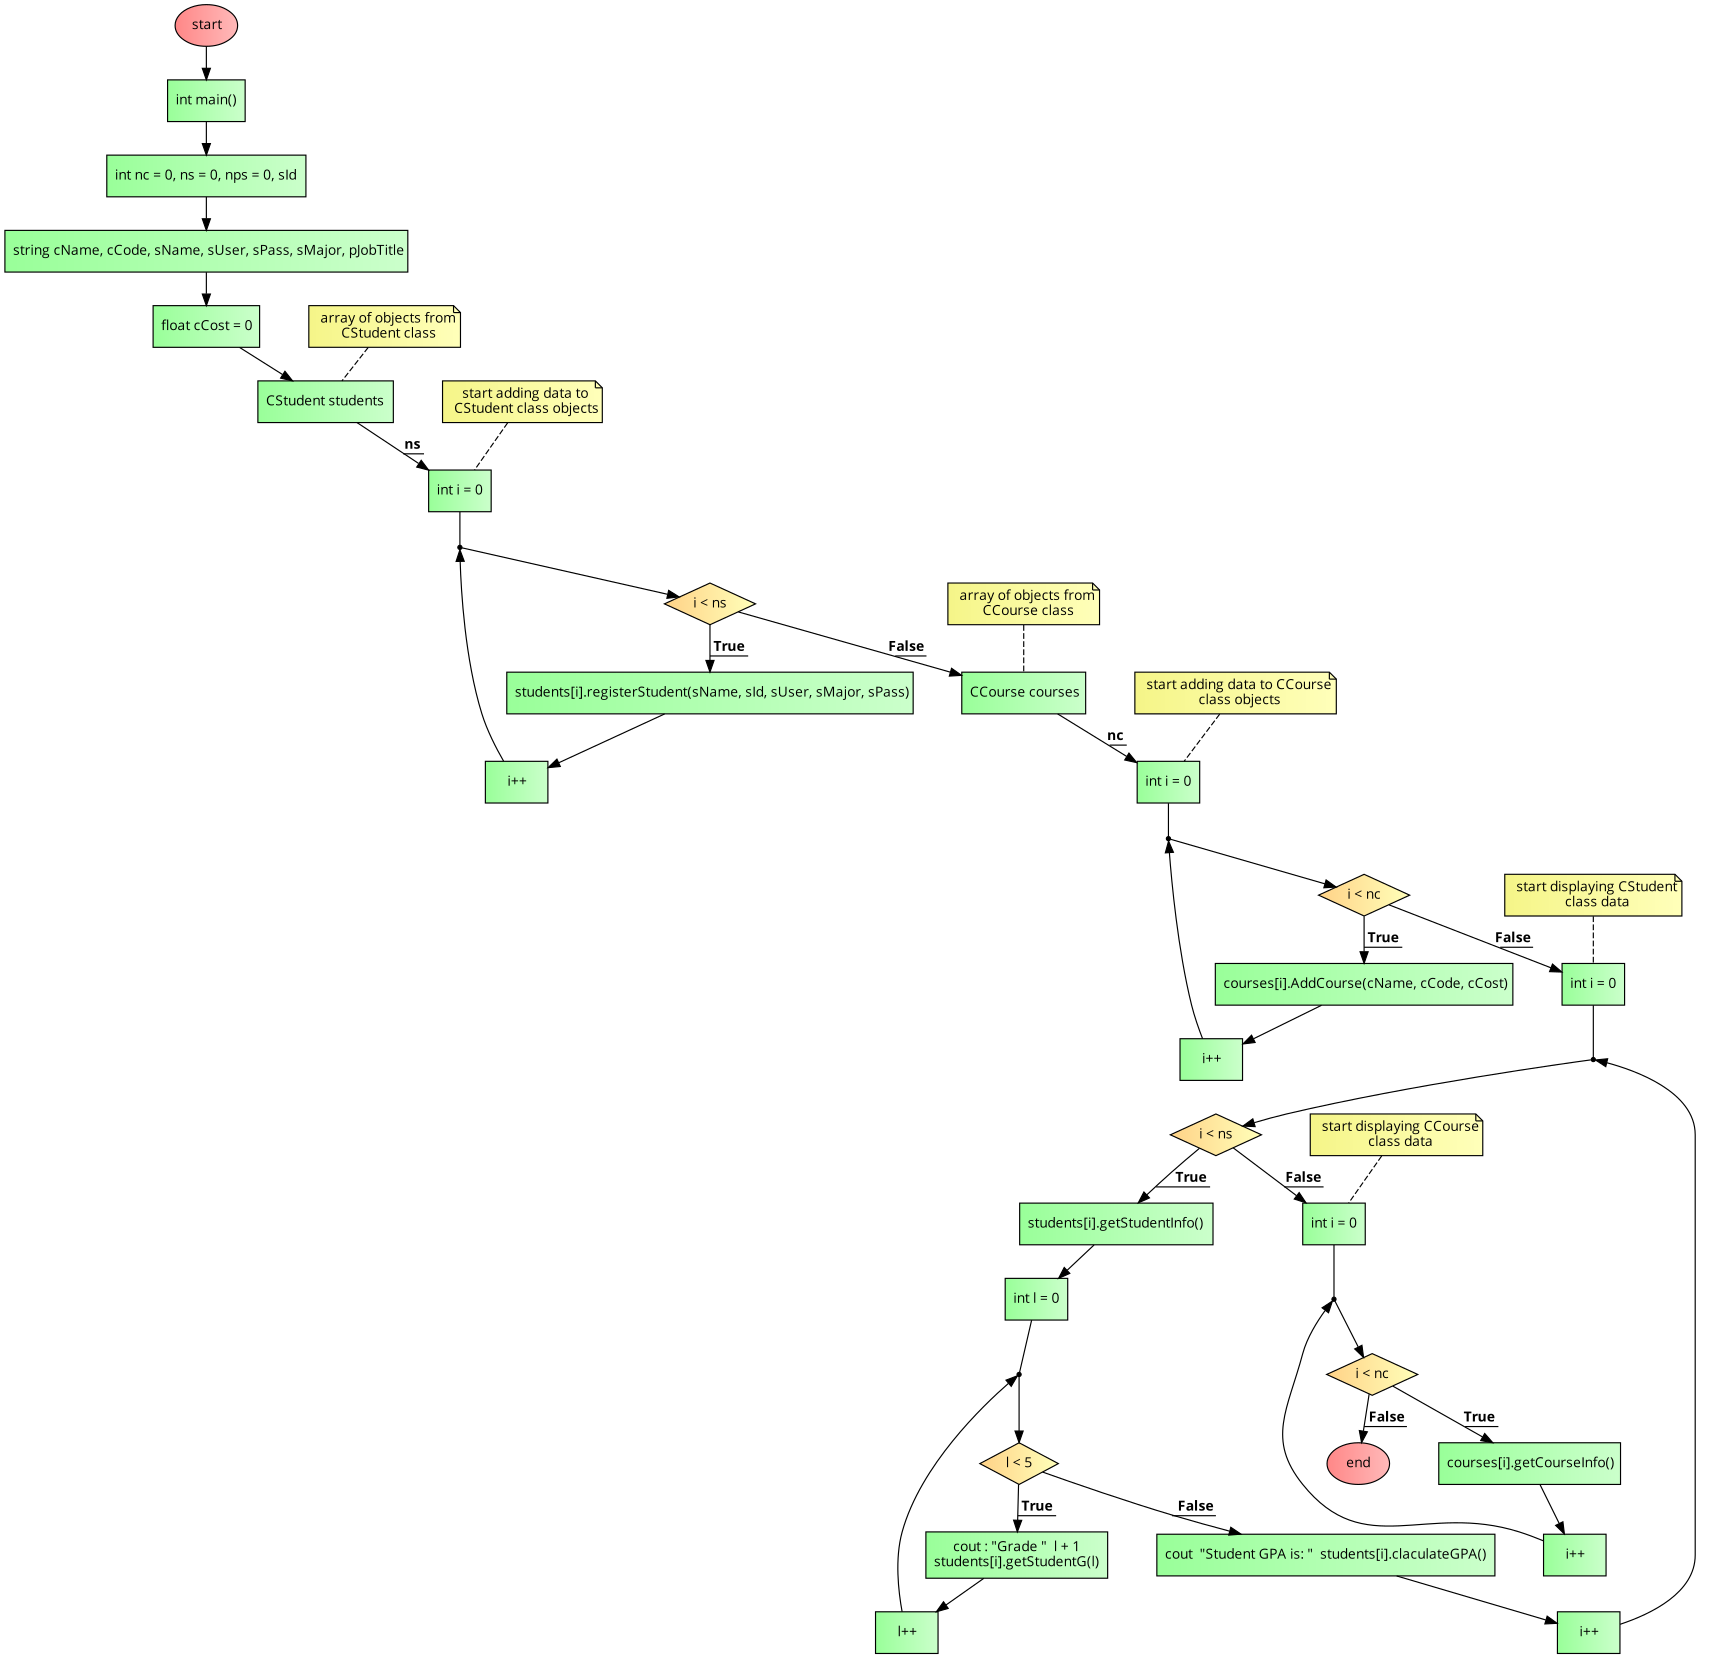 start
int main()
int nc = 0, ns = 0, nps = 0, sId
string cName, cCode, sName, sUser, sPass, sMajor, pJobTitle
float cCost = 0
array of objects from
CStudent class
CStudent students
start adding data to
CStudent class objects
ns
int i = 0
i < ns
array of objects from
CCourse class
True
False
students[i].registerStudent(sName, sId, sUser, sMajor, sPass)
CCourse courses
start adding data to CCourse
class objects
nc
i++
int i = 0
i < nc
start displaying CStudent
class data
True
False
courses[i].AddCourse(cName, cCode, cCost)
int i = 0
i++
i < ns
start displaying CCourse
class data
True
False
students[i].getStudentInfo()
int i = 0
int l = 0
i < nc
False
True
l < 5
end
courses[i].getCourseInfo()
True
False
cout : "Grade "  l + 1
students[i].getStudentG(l)
cout  "Student GPA is: "  students[i].claculateGPA()
i++
l++
i++